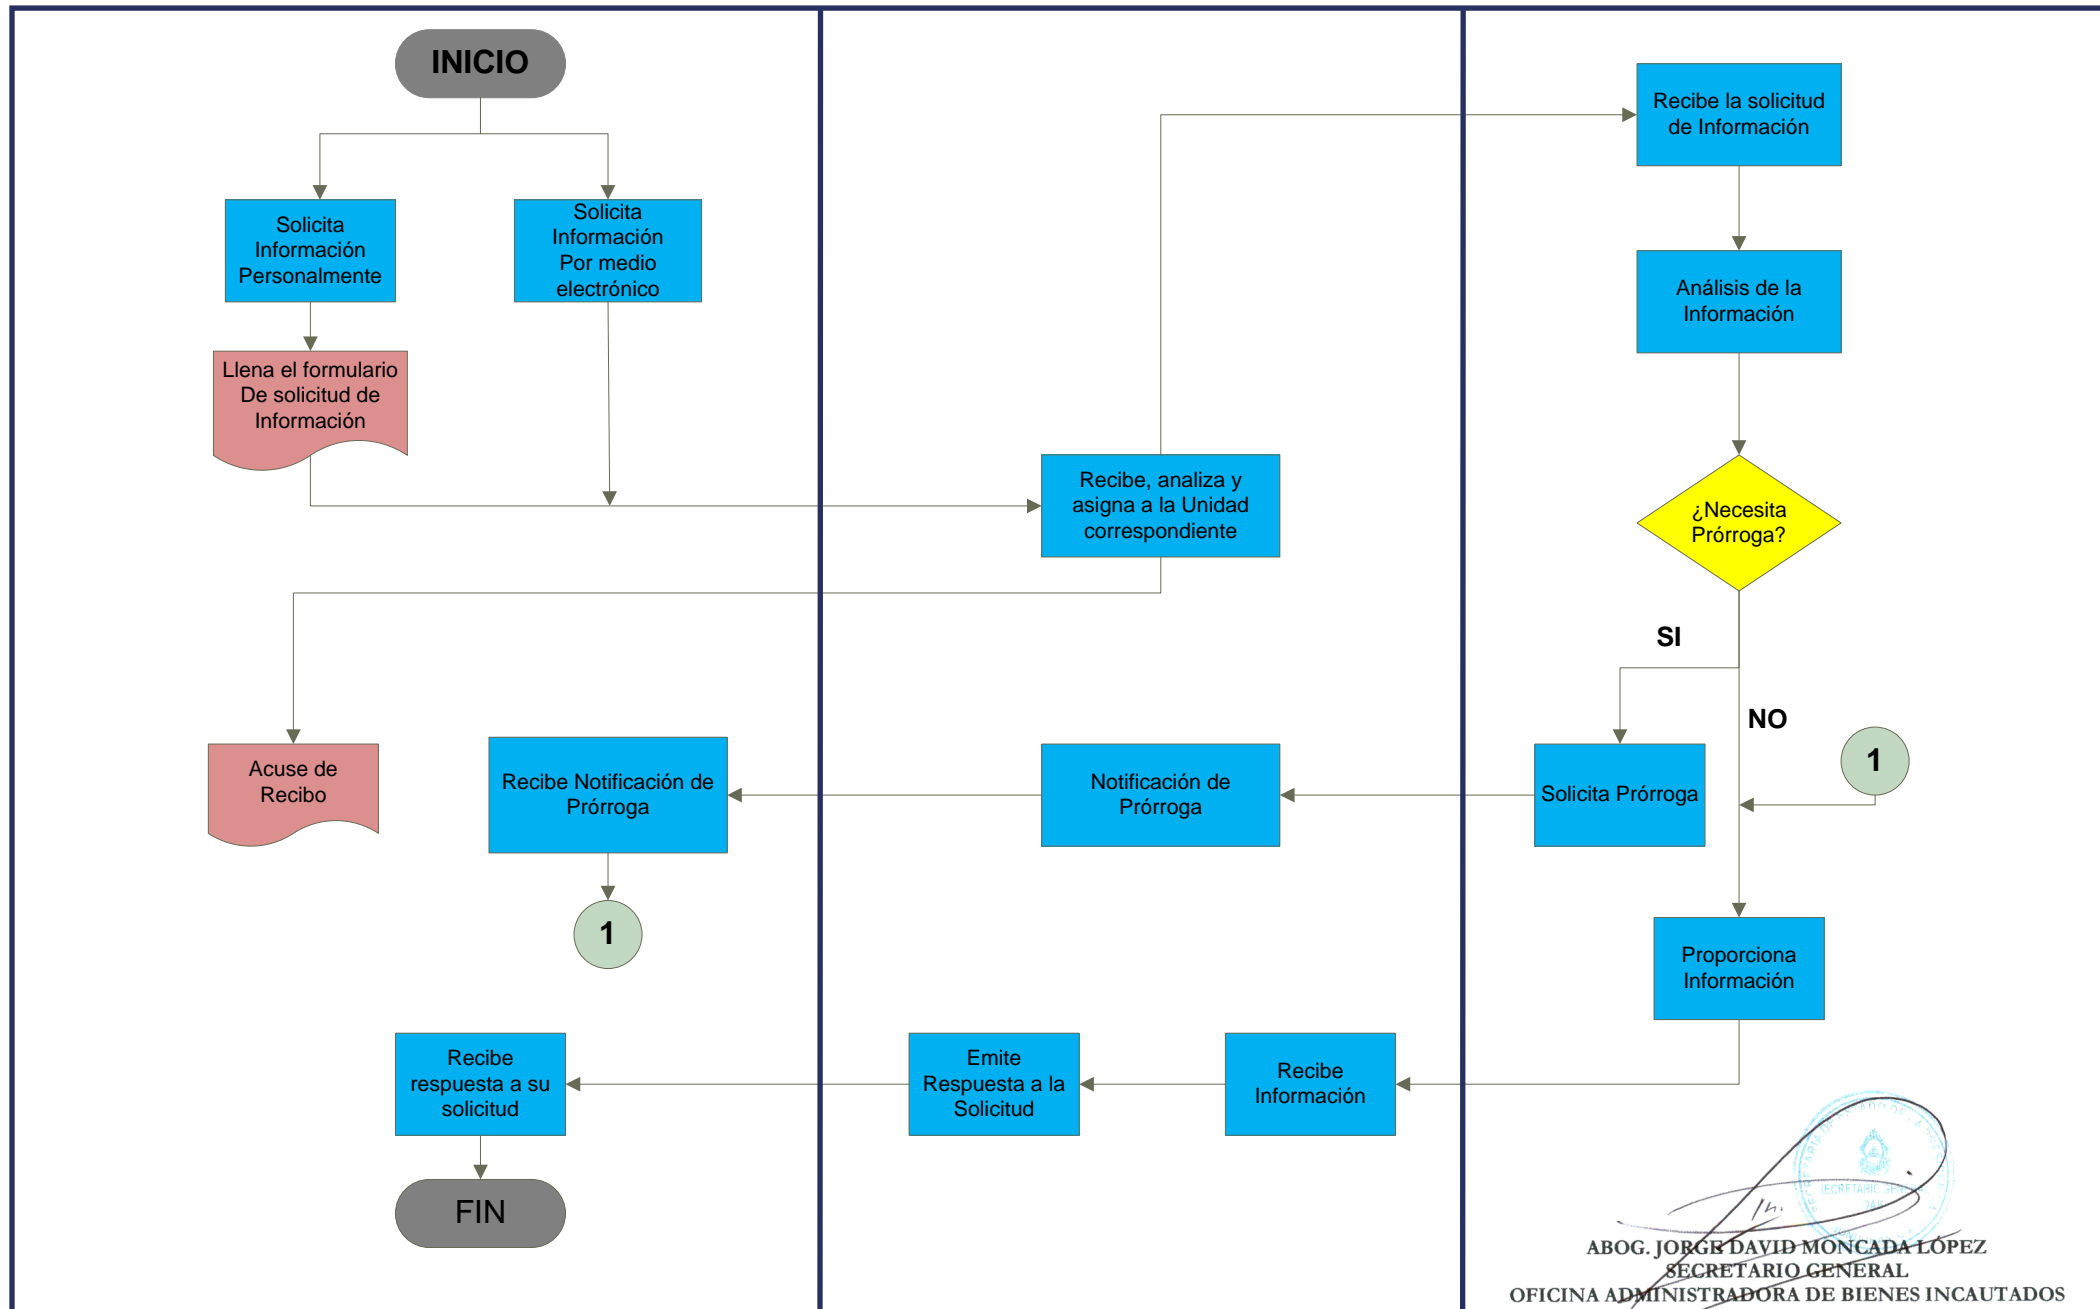 INICIO
Solicita
Información
Personalmente
Solicita
Información
Por medio
electrónico
Llena el formulario
De solicitud de
Información
Recibe, analiza y
asigna a la Unidad
correspondiente
Recibe la solicitud
de Información
Análisis de la
Información
¿Necesita
Prórroga?
SI
NO
1
Solicita Prórroga
Notificación de
Prórroga
Recibe Notificación de
Prórroga
1
Acuse de
Recibo
Proporciona
Información
Recibe
Información
Emite
Respuesta a la
Solicitud
Recibe
respuesta a su
solicitud
FIN
ABOG. JORGE DAVID MONCADA LÓPEZ
SECRETARIO GENERAL
OFICINA ADMINISTRADORA DE BIENES INCAUTADOS